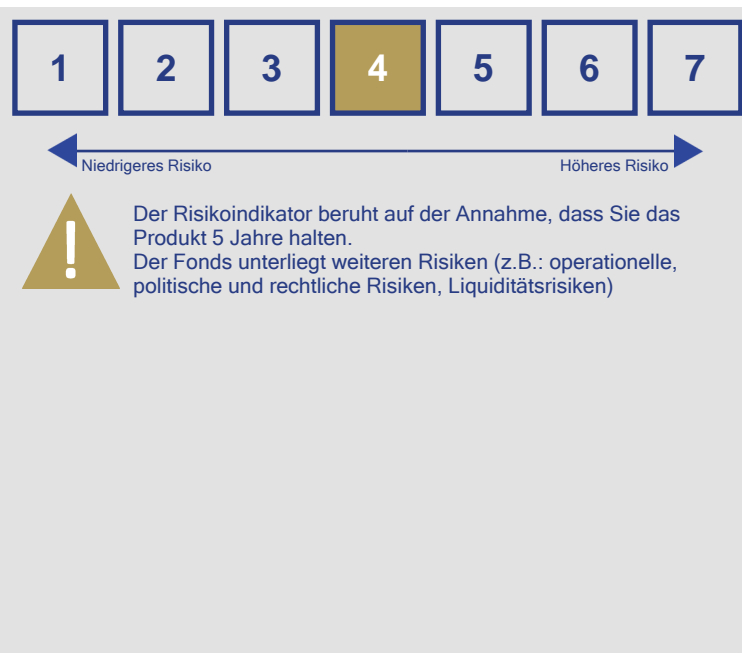 1 2 3 4 5 6 7
Niedrigeres Risiko Höheres Risiko
!
Der Risikoindikator beruht auf der Annahme, dass Sie das
Produkt 5 Jahre halten.
Der Fonds unterliegt weiteren Risiken (z.B.: operationelle,
politische und rechtliche Risiken, Liquiditätsrisiken)